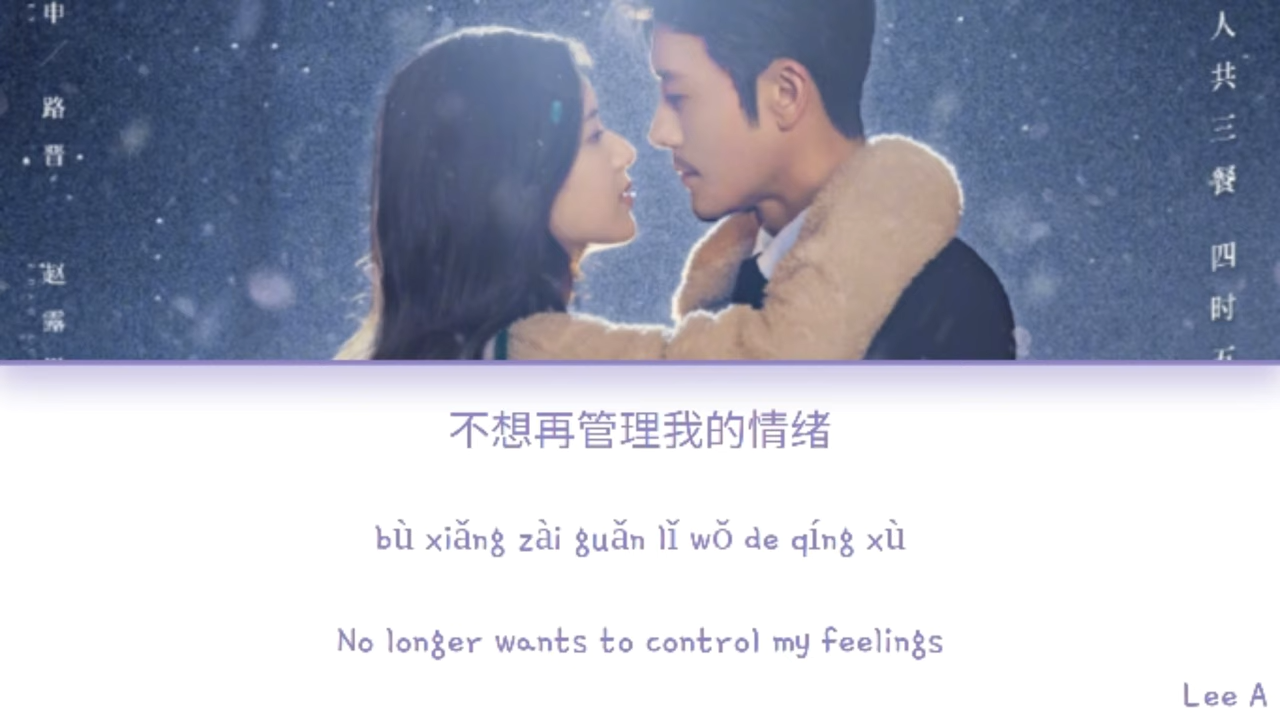 申
路晋
赵露
人共三餐 四时
不想再管理我的情绪
bù xiǎng zài guǎn lǐ wǒ de qíng xù
No longer wants to control my feelings
Lee A